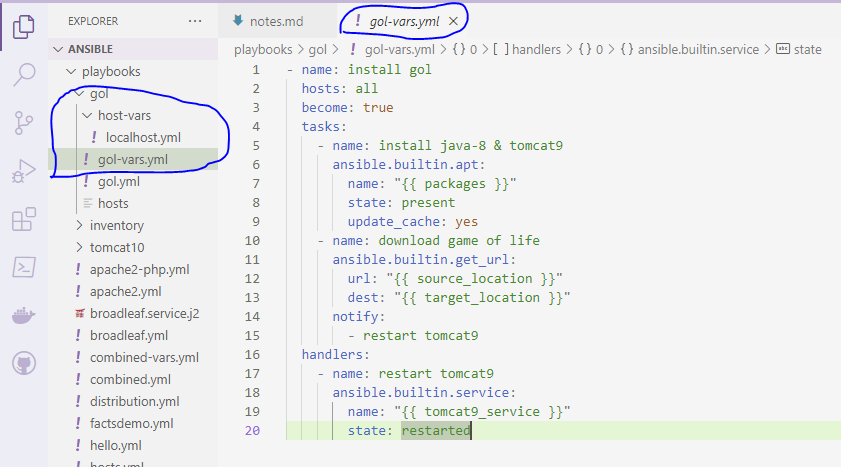 EXPLORER
ANSIBLE
playbooks
gol
host-vars
! localhost.yml
! gol-vars.yml
! gol.yml
hosts
inventory
tomcat10
! apache2-php.yml
! apache2.yml
broadleaf.service.j2
! broadleaf.yml
! combined-vars.yml
! combined.yml
! distribution.yml
! factsdemo.yml
! hello.yml
! hosts.yml
notes.md
! gol-vars.yml
playbooks > gol > ! gol-vars.yml > {} 0 > [ ] handlers > {} 0 > {} ansible.builtin.service > abc state
1 - name: install gol
2 hosts: all
3 become: true
4 tasks:
5 - name: install java-8 & tomcat9
6 ansible.builtin.apt:
7 name: "{{ packages }}"
8 state: present
9 update_cache: yes
10 - name: download game of life
11 ansible.builtin.get_url:
12 url: "{{ source_location }}"
13 dest: "{{ target_location }}"
14 notify:
15 - restart tomcat9
16 handlers:
17 - name: restart tomcat9
18 ansible.builtin.service:
19 name: "{{ tomcat9_service }}"
20 state: restarted